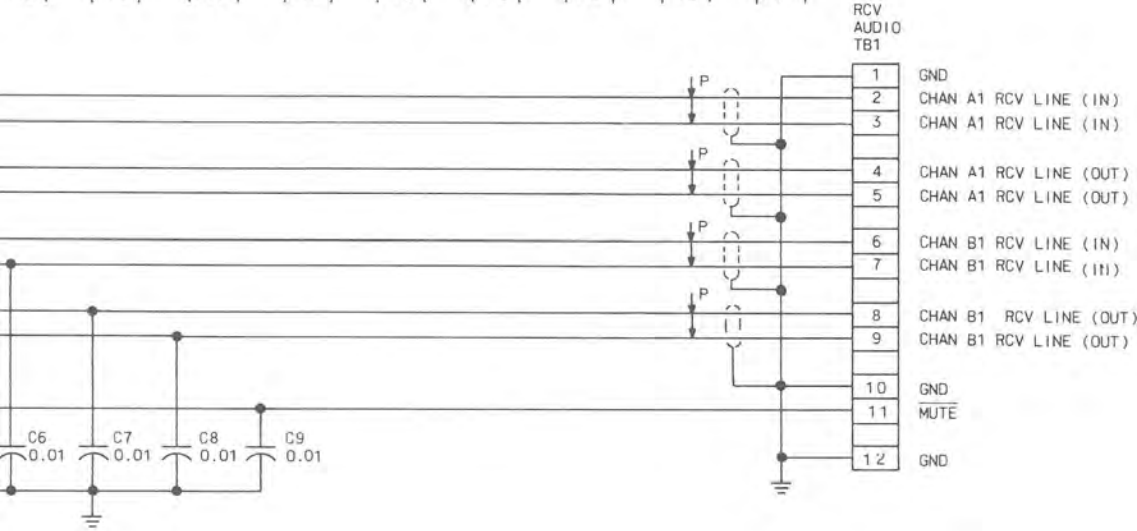 RCV
AUDIO
TB1
1 GND
P
2 CHAN A1 RCV LINE (IN)
3 CHAN A1 RCV LINE (IN)
P
4 CHAN A1 RCV LINE (OUT)
5 CHAN A1 RCV LINE (OUT)
P
6 CHAN B1 RCV LINE (IN)
7 CHAN B1 RCV LINE (IN)
P
8 CHAN B1 RCV LINE (OUT)
9 CHAN B1 RCV LINE (OUT)
10 GND
11 MUTE
C6
0.01
C7
0.01
C8
0.01
C9
0.01
12 GND